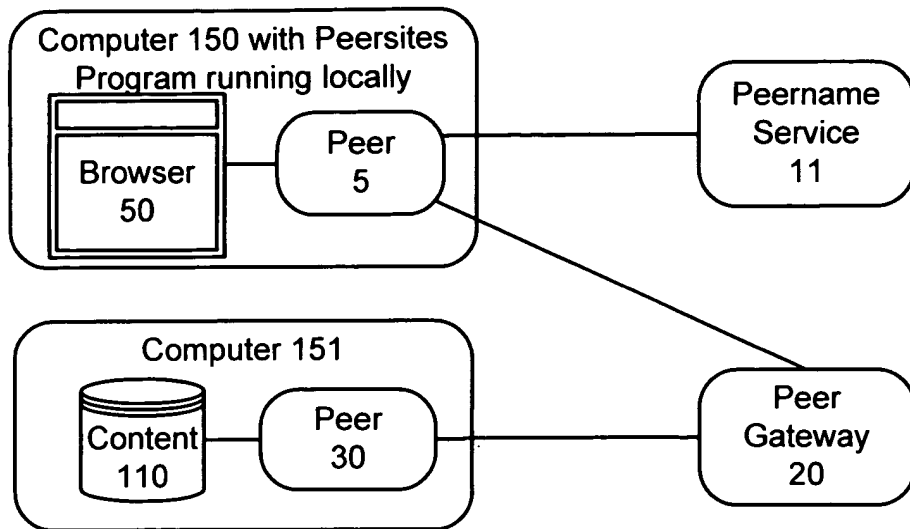 Computer 150 with Peersites
Program running locally
Browser
50
Peer
5
Peername
Service
11
Computer 151
Content
110
Peer
30
Peer
Gateway
20